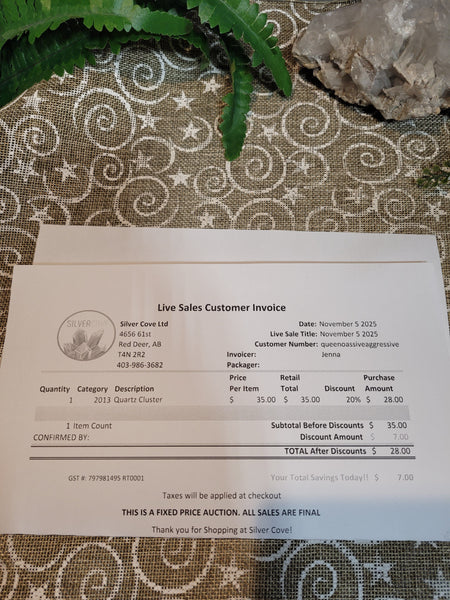 Live Sales Customer Invoice
SILVERCOVE
Silver Cove Ltd
4656 61st
Red Deer, AB
T4N 2R2
403-986-3682
Date: November 5 2025
Live Sale Title: November 5 2025
Customer Number: queenoassiveaggressive
Invoicer: Jenna
Packager:
Price Retail Purchase
Quantity Category Description Per Item Total Discount Amount
1 2013 Quartz Cluster $ 35.00 $ 35.00 20% $ 28.00
1 Item Count Subtotal Before Discounts $ 35.00
CONFIRMED BY: Discount Amount $ 7.00
TOTAL After Discounts $ 28.00
GST #: 797981495 RT0001 Your Total Savings Today!! $ 7.00
Taxes will be applied at checkout
THIS IS A FIXED PRICE AUCTION. ALL SALES ARE FINAL
Thank you for Shopping at Silver Cove!